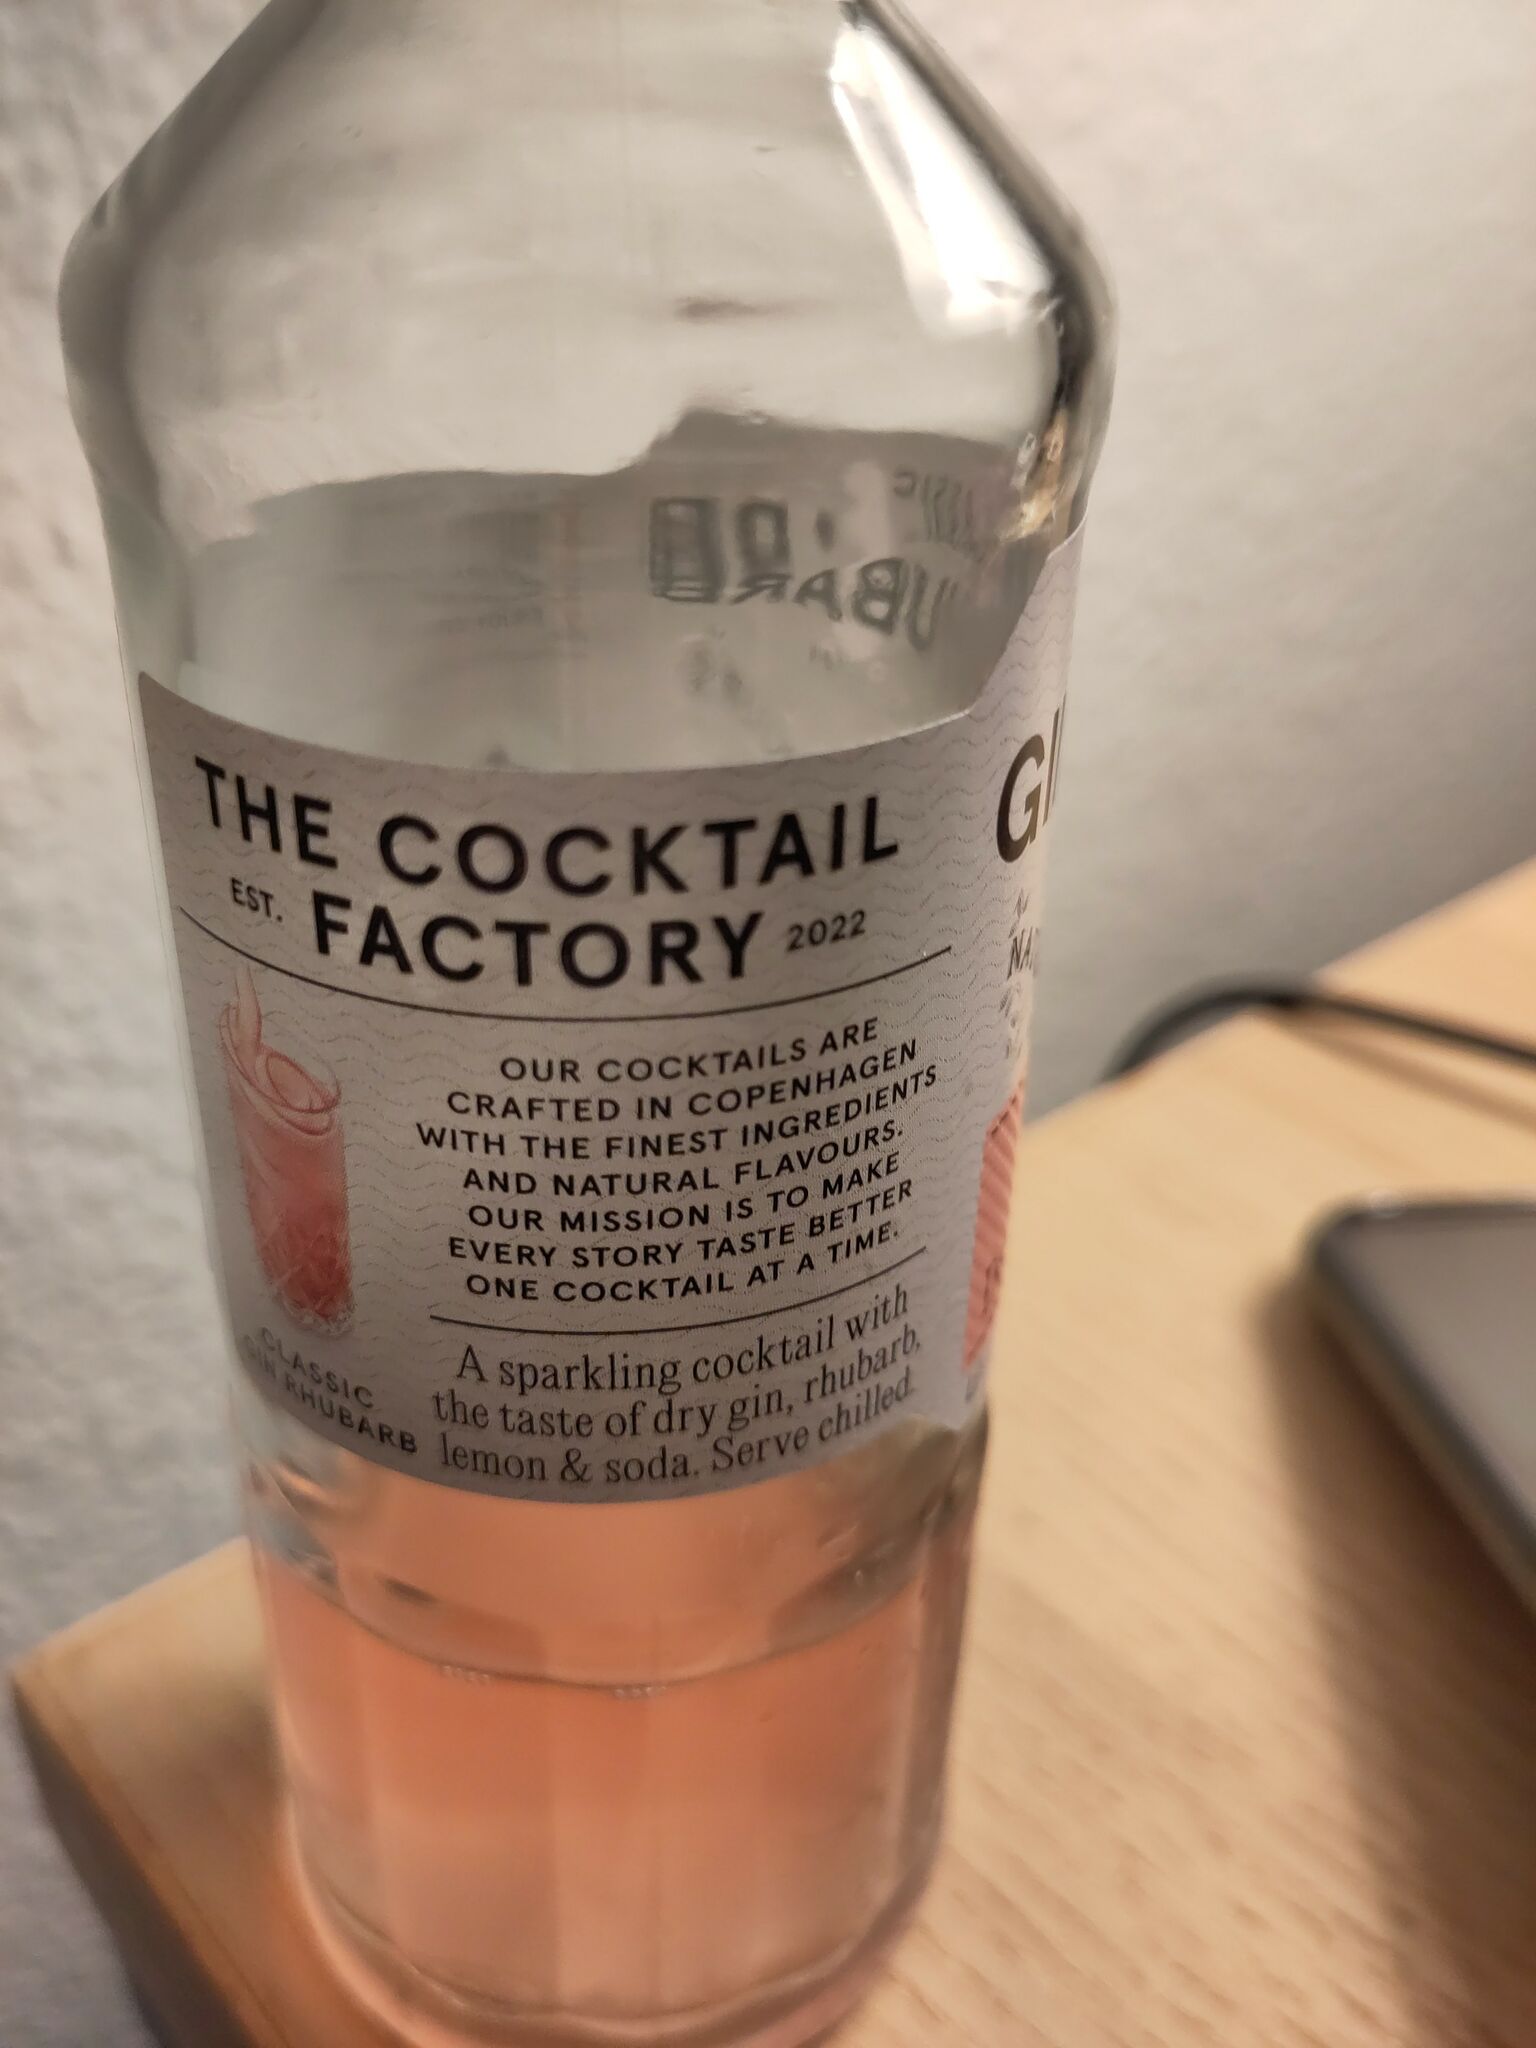 THE COCKTAIL
EST. FACTORY 2022
OUR COCKTAILS ARE
CRAFTED IN COPENHAGEN
WITH THE FINEST INGREDIENTS
AND NATURAL FLAVOURS.
OUR MISSION IS TO MAKE
EVERY STORY TASTE BETTER
ONE COCKTAIL AT A TIME.
CLASSIC
GIN RHUBARB
A sparkling cocktail with
the taste of dry gin, rhubarb,
lemon & soda. Serve chilled.